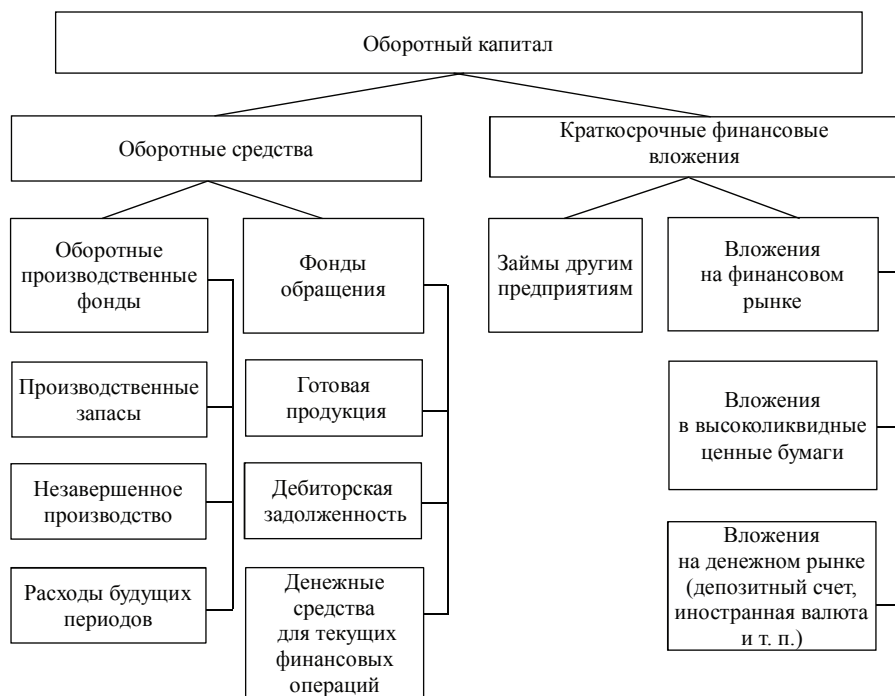 Оборотный капитал
Оборотные средства
Краткосрочные финансовые
вложения
Оборотные
производственные
фонды
Фонды
обращения
Займы другим
предприятиям
Вложения
на финансовом
рынке
Производственные
запасы
Готовая
продукция
Вложения
в высоколиквидные
ценные бумаги
Незавершенное
производство
Дебиторская
задолженность
Вложения
на денежном рынке
(депозитный счет,
иностранная валюта
и т. п.)
Расходы будущих
периодов
Денежные
средства
для текущих
финансовых
операций